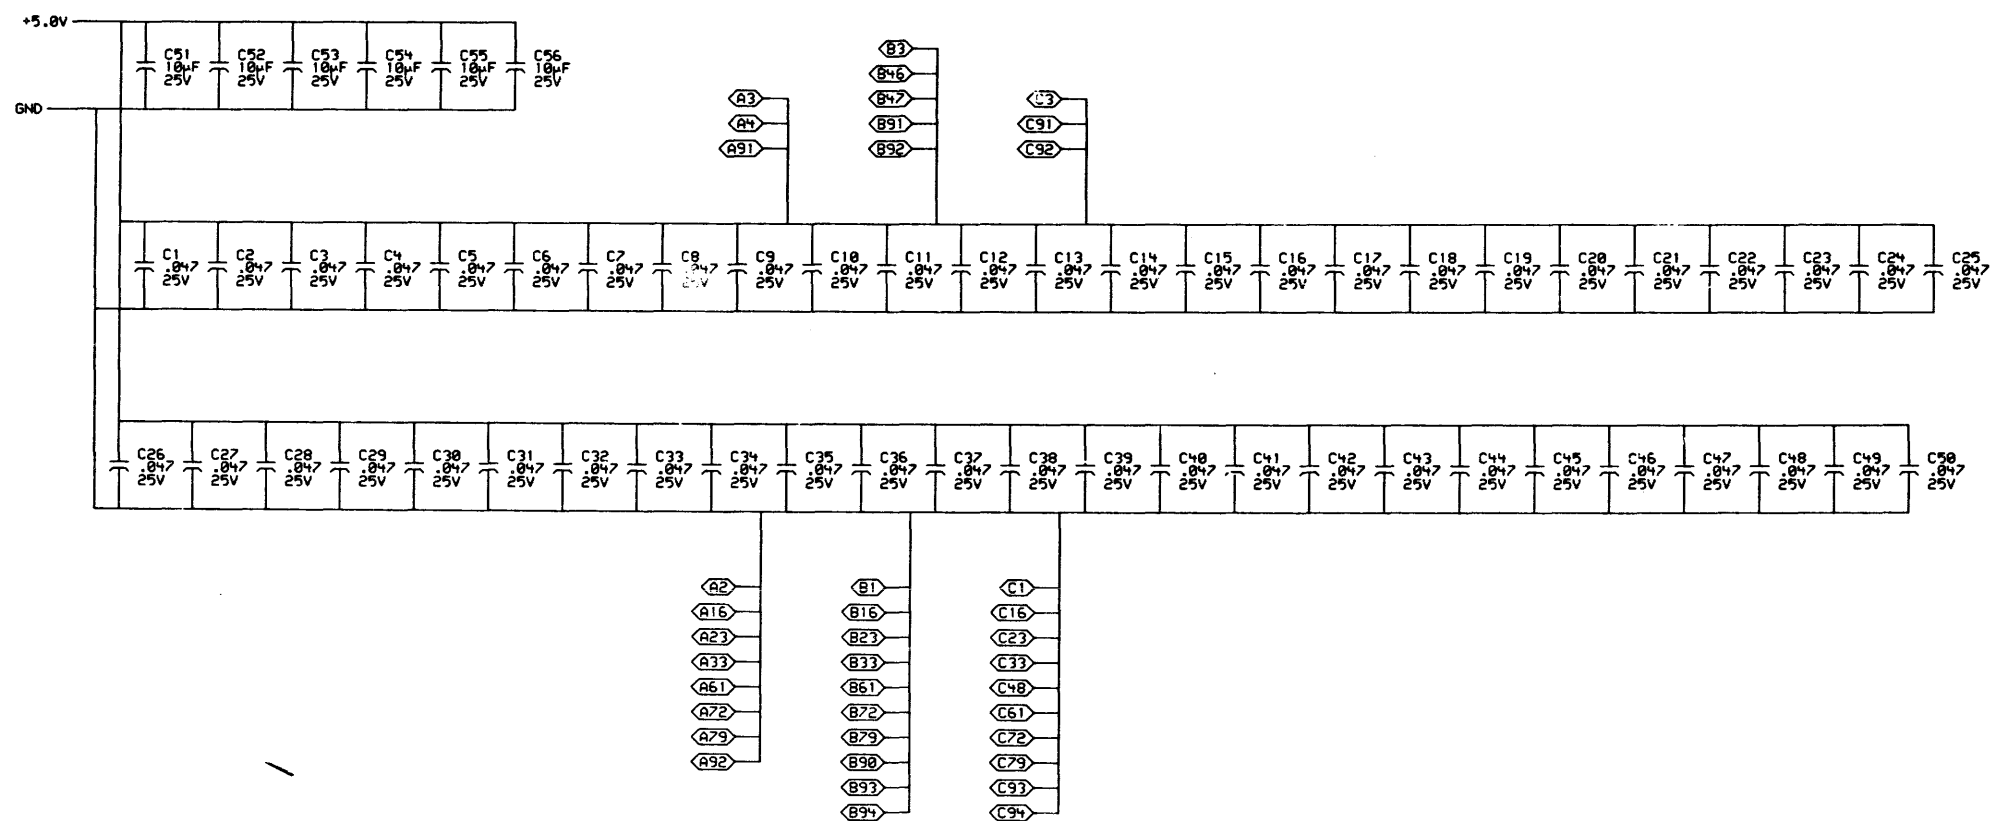 +5.0V
C51 10µF 25V
C52 10µF 25V
C53 10µF 25V
C54 10µF 25V
C55 10µF 25V
C56 10µF 25V
GND
A3
A4
A91
B3
B46
B47
B91
B92
C3
C91
C92
C1 .047 25V
C2 .047 25V
C3 .047 25V
C4 .047 25V
C5 .047 25V
C6 .047 25V
C7 .047 25V
C8 .047 25V
C9 .047 25V
C10 .047 25V
C11 .047 25V
C12 .047 25V
C13 .047 25V
C14 .047 25V
C15 .047 25V
C16 .047 25V
C17 .047 25V
C18 .047 25V
C19 .047 25V
C20 .047 25V
C21 .047 25V
C22 .047 25V
C23 .047 25V
C24 .047 25V
C25 .047 25V
C26 .047 25V
C27 .047 25V
C28 .047 25V
C29 .047 25V
C30 .047 25V
C31 .047 25V
C32 .047 25V
C33 .047 25V
C34 .047 25V
C35 .047 25V
C36 .047 25V
C37 .047 25V
C38 .047 25V
C39 .047 25V
C40 .047 25V
C41 .047 25V
C42 .047 25V
C43 .047 25V
C44 .047 25V
C45 .047 25V
C46 .047 25V
C47 .047 25V
C48 .047 25V
C49 .047 25V
C50 .047 25V
A2
A16
A23
A33
A61
A72
A79
A92
B1
B16
B23
B33
B61
B72
B79
B90
B93
B94
C1
C16
C23
C33
C48
C61
C72
C79
C93
C94